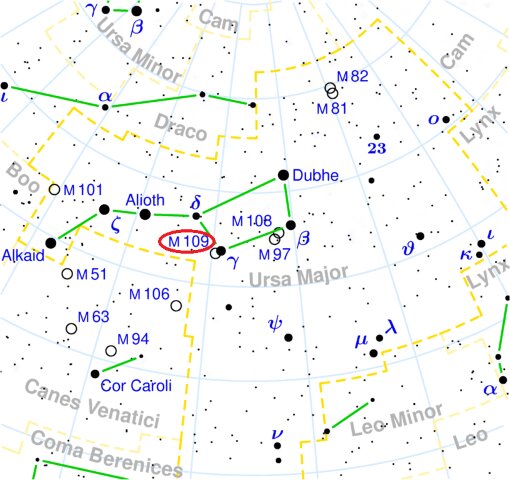 γ
β
Cam
Ursa Minor
Cam
M 82
M 81
ι
α
Draco
ο
Lynx
23
Boo
M 101
Alioth
δ
Dubhe
ζ
M 108
β
M 109
Alkaid
γ
M 97
ϑ
ι
κ
M 51
Ursa Major
Lynx
M 106
M 63
ψ
λ
M 94
μ
Cor Caroli
α
Canes Venatici
Leo Minor
Leo
Coma Berenices
ν